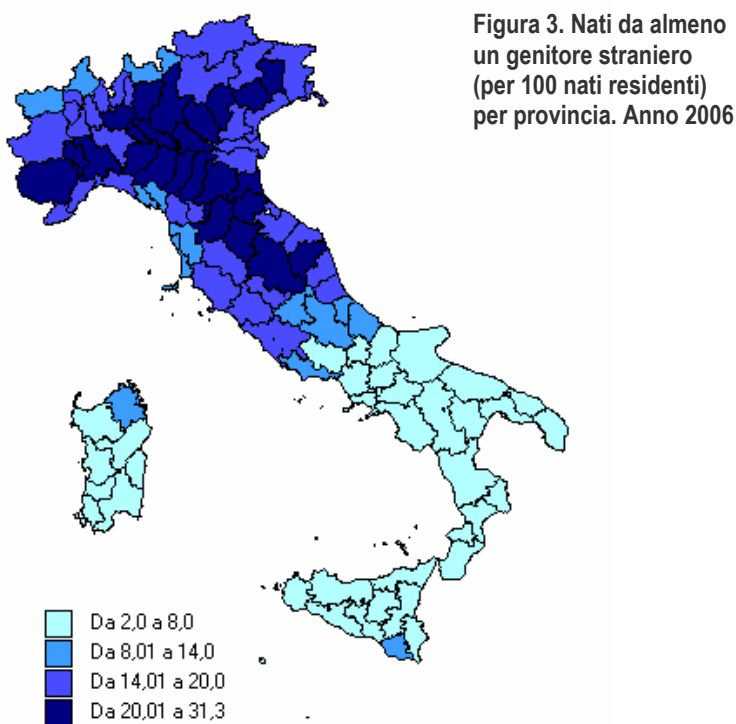 Figura 3. Nati da almeno
un genitore straniero
(per 100 nati residenti)
per provincia. Anno 2006
Da 2,0 a 8,0
Da 8,01 a 14,0
Da 14,01 a 20,0
Da 20,01 a 31,3